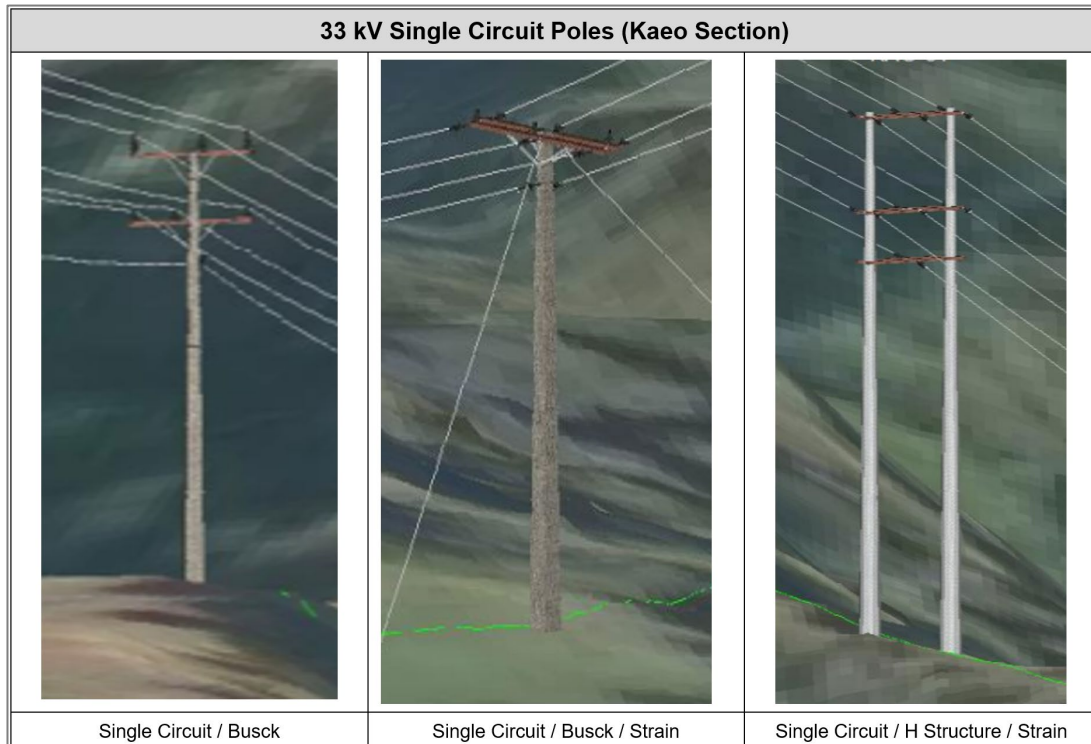 33 kV Single Circuit Poles (Kaeo Section)
Single Circuit / Busck
Single Circuit / Busck / Strain
Single Circuit / H Structure / Strain